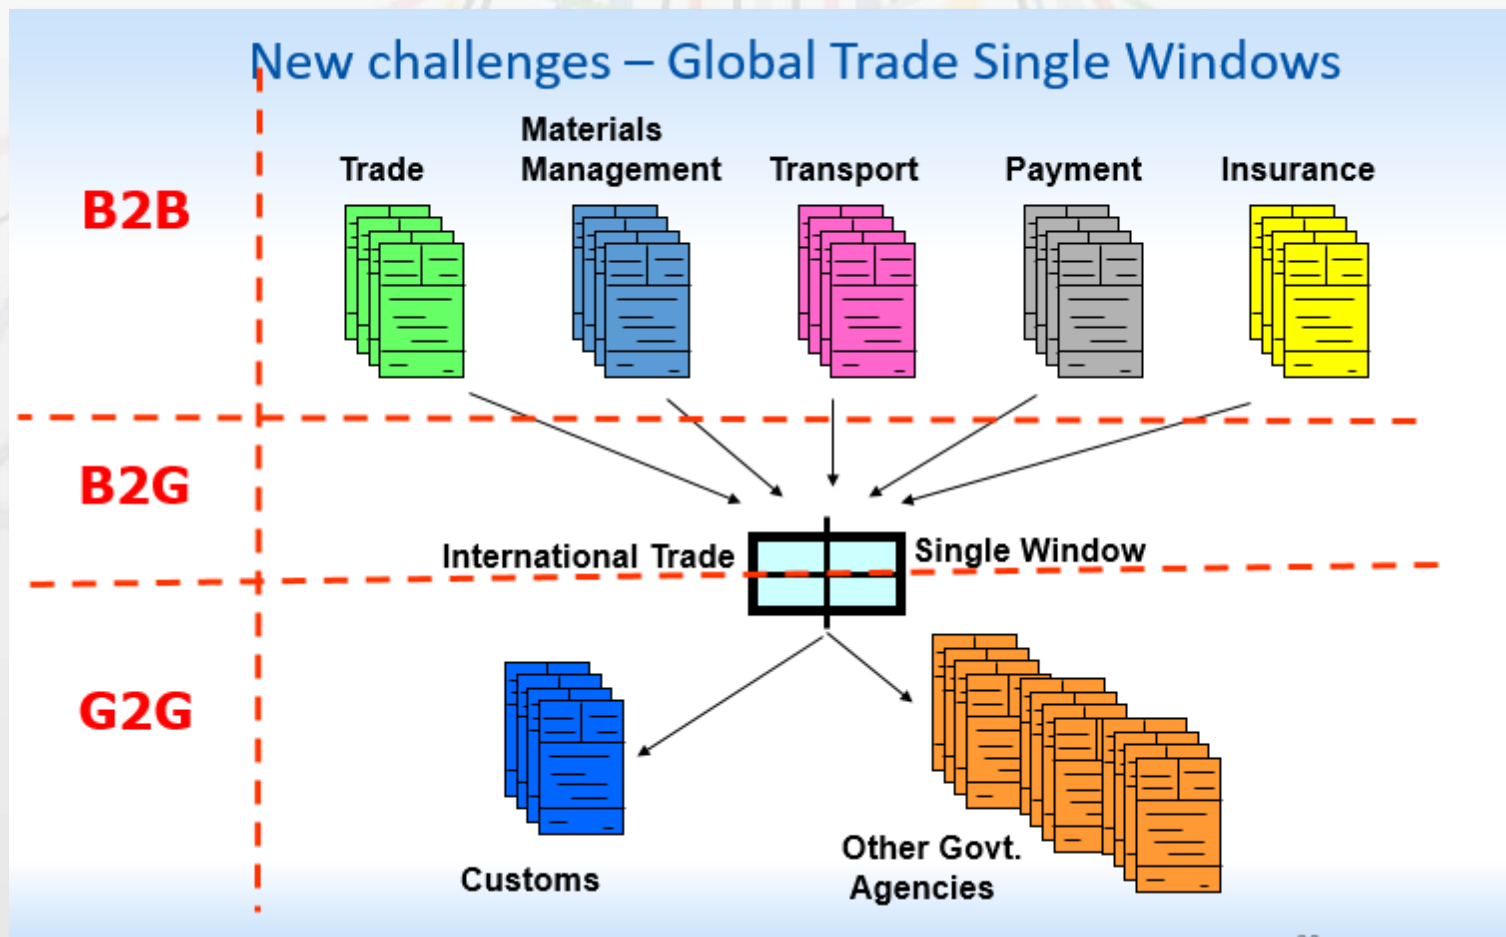 New challenges – Global Trade Single Windows
Materials
Trade Management Transport Payment Insurance
B2B
B2G
International Trade Single Window
G2G
Other Govt.
Agencies
Customs